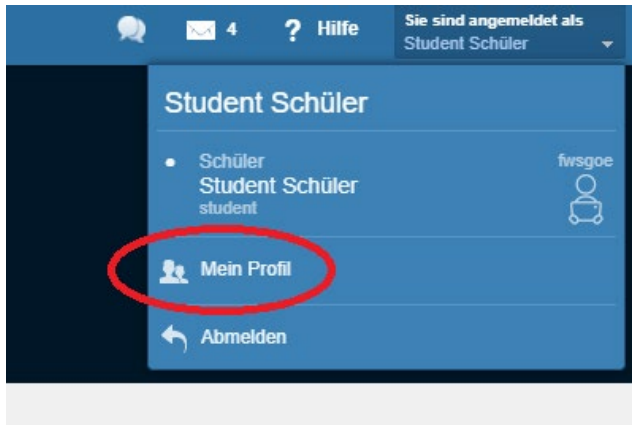 4 ? Hilfe
Sie sind angemeldet als
Student Schüler
Student Schüler
Schüler
fwsgoe
Student Schüler
student
Mein Profil
Abmelden